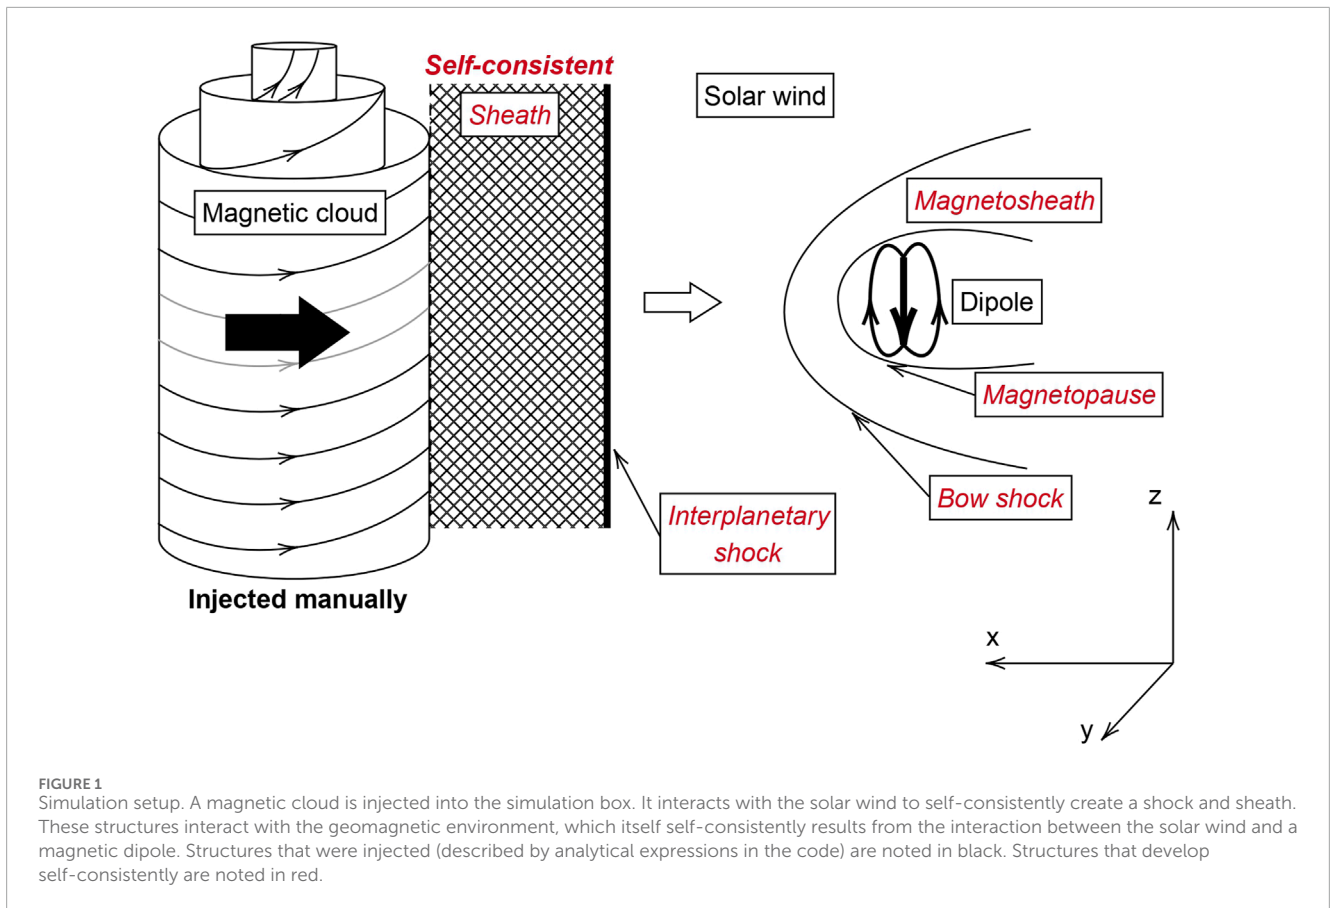 Self-consistent
Sheath
Solar wind
Magnetic cloud
Magnetosheath
Dipole
Magnetopause
Bow shock
Interplanetary
shock
Injected manually
z
x
y
FIGURE 1
Simulation setup. A magnetic cloud is injected into the simulation box. It interacts with the solar wind to self-consistently create a shock and sheath.
These structures interact with the geomagnetic environment, which itself self-consistently results from the interaction between the solar wind and a
magnetic dipole. Structures that were injected (described by analytical expressions in the code) are noted in black. Structures that develop
self-consistently are noted in red.